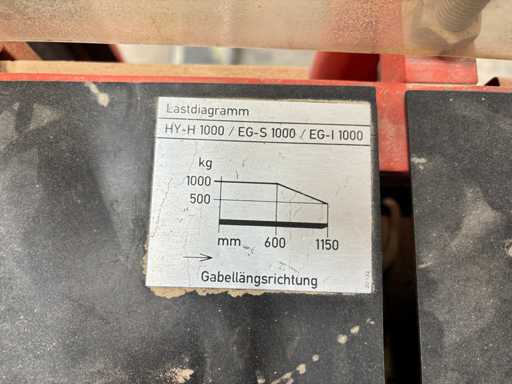 Lastdiagramm
HY-H 1000 / EG-S 1000 / EG-I 1000
kg
1000
500
mm 600 1150
Gabellängsrichtung